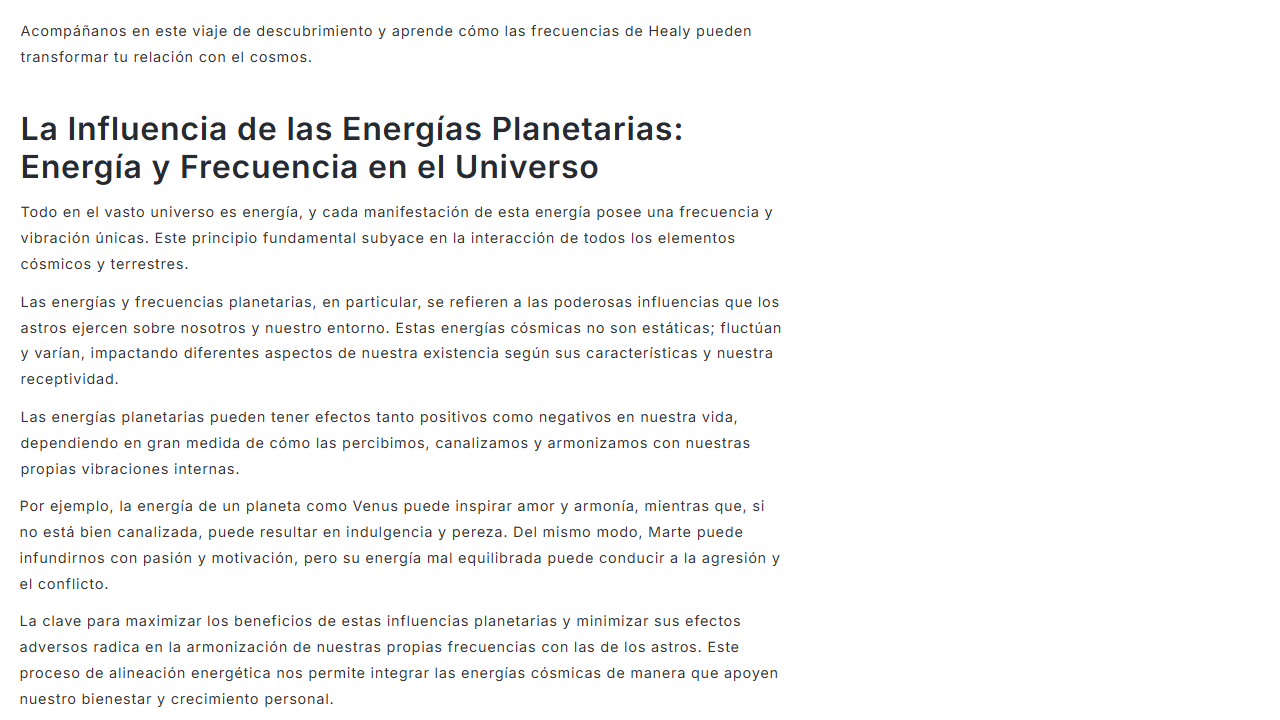 Acompáñanos en este viaje de descubrimiento y aprende cómo las frecuencias de Healy pueden
transformar tu relación con el cosmos.
La Influencia de las Energías Planetarias:
Energía y Frecuencia en el Universo
Todo en el vasto universo es energía, y cada manifestación de esta energía posee una frecuencia y
vibración únicas. Este principio fundamental subyace en la interacción de todos los elementos
cósmicos y terrestres.
Las energías y frecuencias planetarias, en particular, se refieren a las poderosas influencias que los
astros ejercen sobre nosotros y nuestro entorno. Estas energías cósmicas no son estáticas; fluctúan
y varían, impactando diferentes aspectos de nuestra existencia según sus características y nuestra
receptividad.
Las energías planetarias pueden tener efectos tanto positivos como negativos en nuestra vida,
dependiendo en gran medida de cómo las percibimos, canalizamos y armonizamos con nuestras
propias vibraciones internas.
Por ejemplo, la energía de un planeta como Venus puede inspirar amor y armonía, mientras que, si
no está bien canalizada, puede resultar en indulgencia y pereza. Del mismo modo, Marte puede
infundirnos con pasión y motivación, pero su energía mal equilibrada puede conducir a la agresión y
el conflicto.
La clave para maximizar los beneficios de estas influencias planetarias y minimizar sus efectos
adversos radica en la armonización de nuestras propias frecuencias con las de los astros. Este
proceso de alineación energética nos permite integrar las energías cósmicas de manera que apoyen
nuestro bienestar y crecimiento personal.